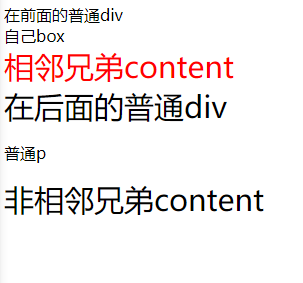 在前面的普通div
自己box
相邻兄弟content
在后面的普通div
普通p
非相邻兄弟content